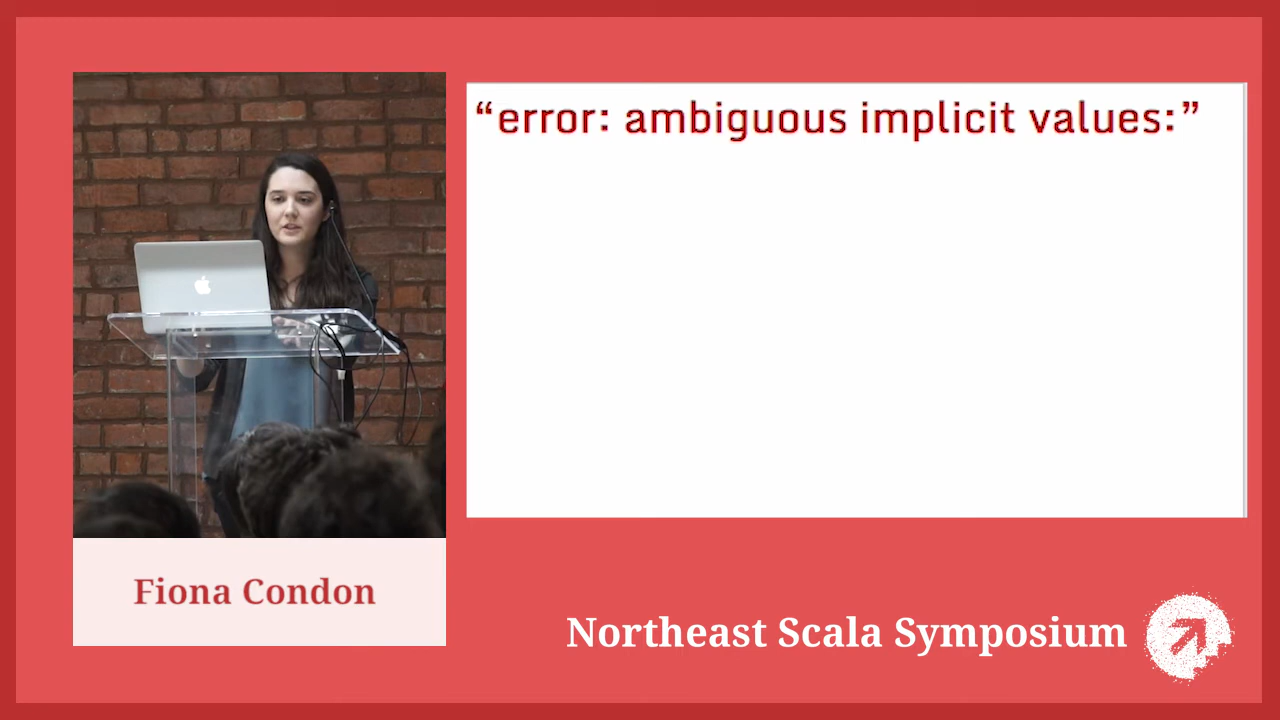 “error: ambiguous implicit values:”
Fiona Condon
Northeast Scala Symposium